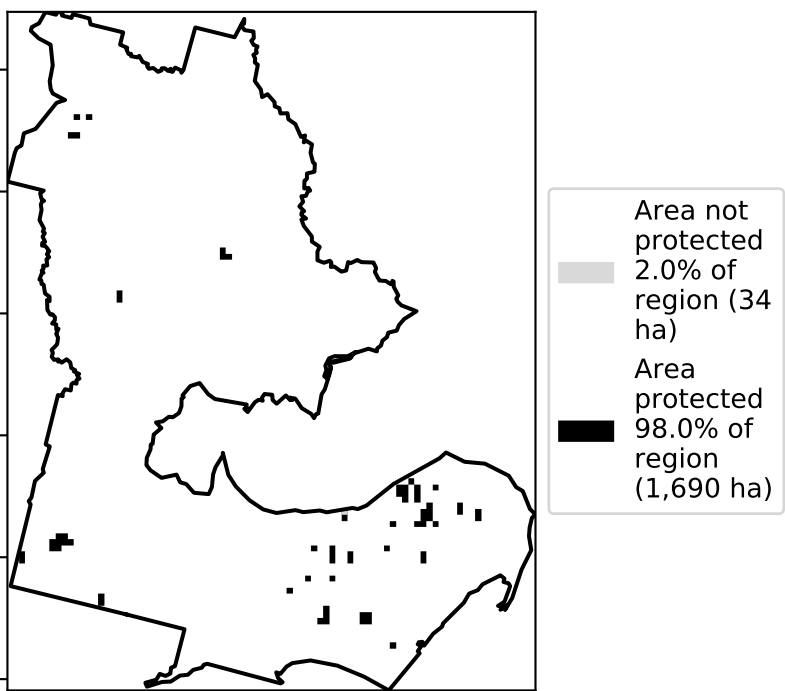 Area not
protected
2.0% of
region (34
ha)
Area
protected
98.0% of
region
(1,690 ha)